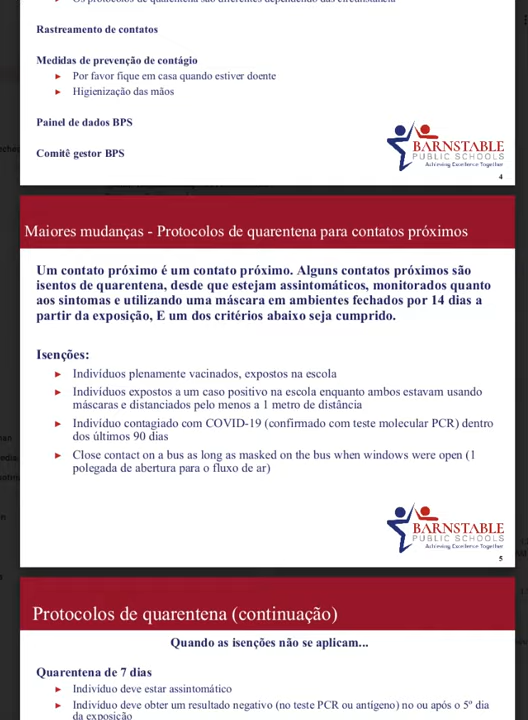 Os protocolos de quarentena são diferentes dependendo das circunstância
Rastreamento de contatos
Medidas de prevenção de contágio
► Por favor fique em casa quando estiver doente
► Higienização das mãos
Painel de dados BPS
Comitê gestor BPS
BARNSTABLE
PUBLIC SCHOOLS
Achieving Excellence Together
4
Maiores mudanças - Protocolos de quarentena para contatos próximos
Um contato próximo é um contato próximo. Alguns contatos próximos são
isentos de quarentena, desde que estejam assintomáticos, monitorados quanto
aos sintomas e utilizando uma máscara em ambientes fechados por 14 dias a
partir da exposição, E um dos critérios abaixo seja cumprido.
Isenções:
► Indivíduos plenamente vacinados, expostos na escola
► Indivíduos expostos a um caso positivo na escola enquanto ambos estavam usando
máscaras e distanciados pelo menos a 1 metro de distância
► Indivíduo contagiado com COVID-19 (confirmado com teste molecular PCR) dentro
dos últimos 90 dias
► Close contact on a bus as long as masked on the bus when windows were open (1
polegada de abertura para o fluxo de ar)
BARNSTABLE
PUBLIC SCHOOLS
Achieving Excellence Together
5
Protocolos de quarentena (continuação)
Quando as isenções não se aplicam...
Quarentena de 7 dias
► Indivíduo deve estar assintomático
► Indivíduo deve obter um resultado negativo (no teste PCR ou antígeno) no ou após o 5º dia
da exposição